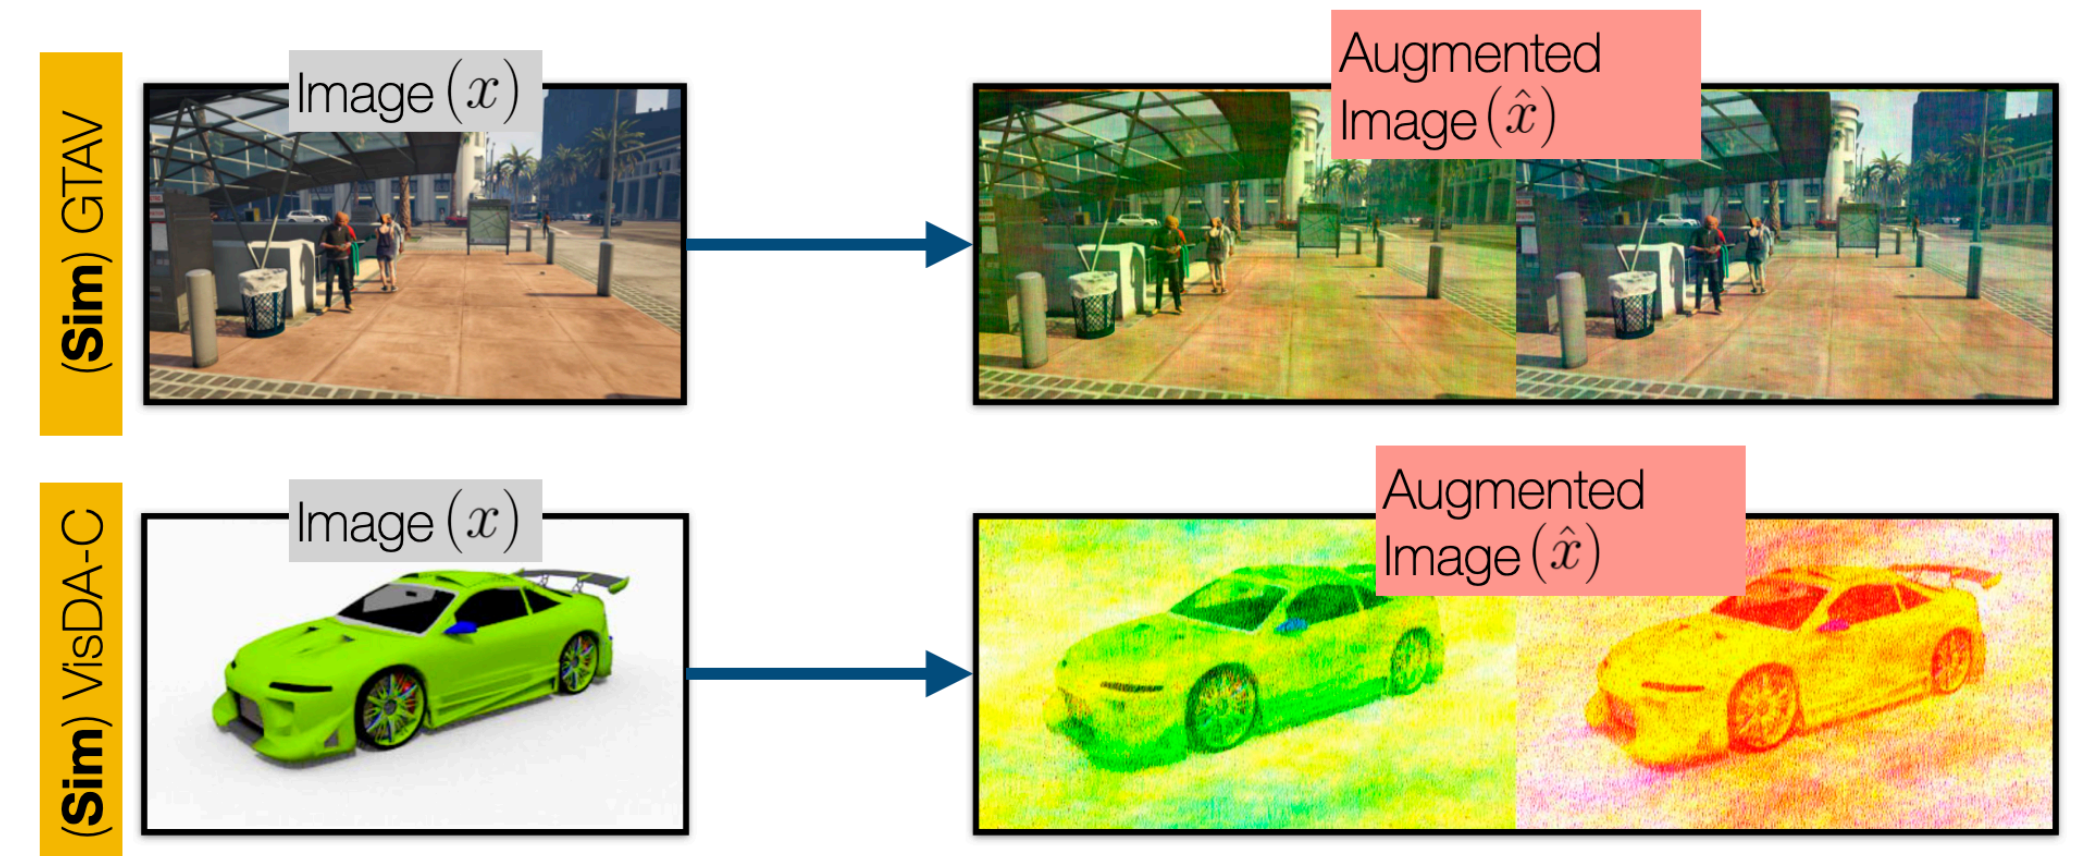 (Sim) GTAV
Image (x)
Augmented
Image (x̂)
(Sim) VisDA-C
Image (x)
Augmented
Image (x̂)